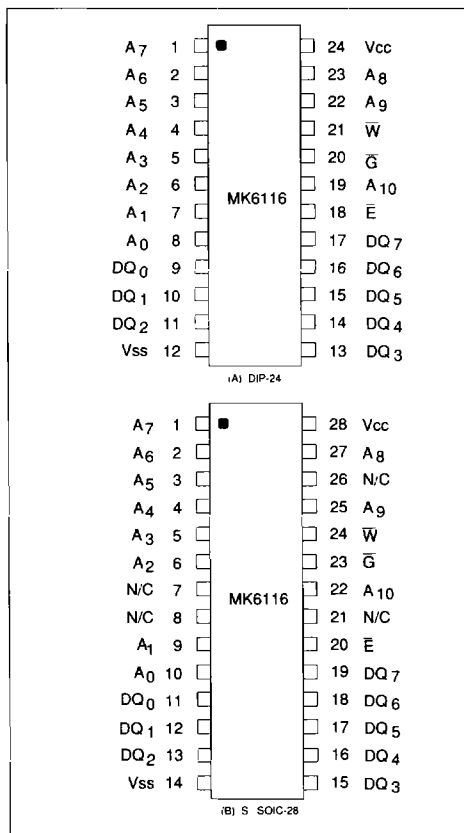 A7 1 24 Vcc
A6 2 23 A8
A5 3 22 A9
A4 4 21 W̅
A3 5 20 G̅
A2 6 19 A10
MK6116
A1 7 18 E̅
A0 8 17 DQ7
DQ0 9 16 DQ6
DQ1 10 15 DQ5
DQ2 11 14 DQ4
Vss 12 13 DQ3
(A) DIP-24
A7 1 28 Vcc
A6 2 27 A8
A5 3 26 N/C
A4 4 25 A9
A3 5 24 W̅
A2 6 23 G̅
N/C 7 22 A10
MK6116
N/C 8 21 N/C
A1 9 20 E̅
A0 10 19 DQ7
DQ0 11 18 DQ6
DQ1 12 17 DQ5
DQ2 13 16 DQ4
Vss 14 15 DQ3
(B) S SOIC-28